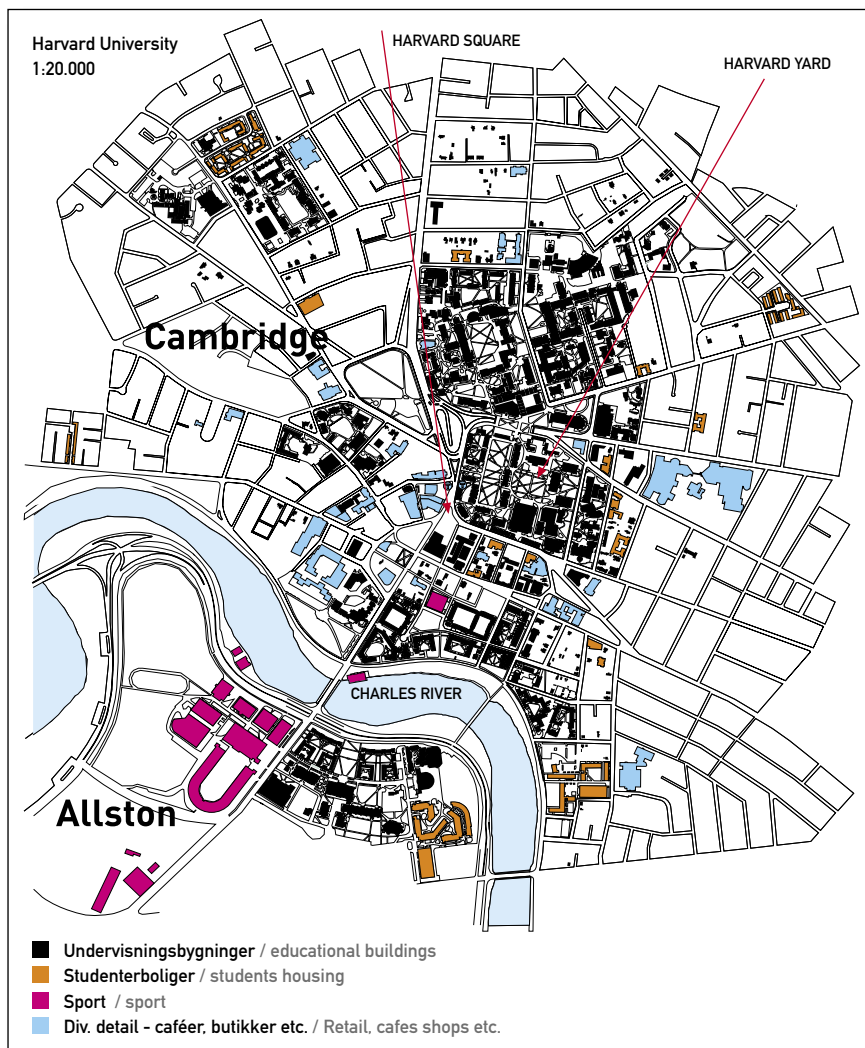 Harvard University
1:20.000
HARVARD SQUARE
HARVARD YARD
Cambridge
CHARLES RIVER
Allston
Undervisningsbygninger / educational buildings
Studenterboliger / students housing
Sport / sport
Div. detail - caféer, butikker etc. / Retail, cafes shops etc.